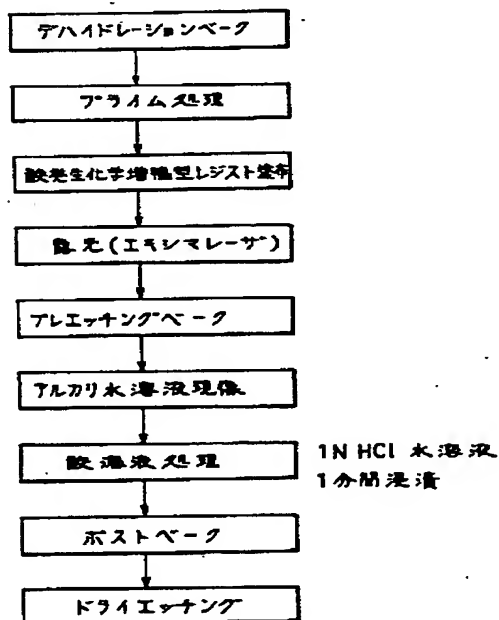 デハイドレーションベーク
プライム処理
酸発生化学増幅型レジスト塗布
露光(エキシマレーザ)
プレエッチングベーク
アルカリ水溶液現像
酸溶液処理
1N HCl 水溶液
1分間浸漬
ポストベーク
ドライエッチング